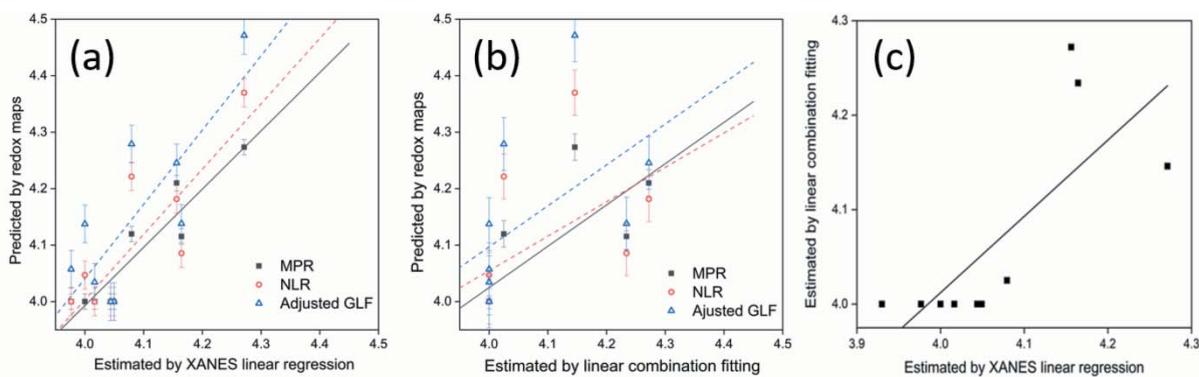 (a)
Predicted by redox maps
4.5
4.4
4.3
4.2
4.1
4.0
4.0 4.1 4.2 4.3 4.4 4.5
Estimated by XANES linear regression
MPR
NLR
Adjusted GLF
(b)
Predicted by redox maps
4.5
4.4
4.3
4.2
4.1
4.0
4.0 4.1 4.2 4.3 4.4 4.5
Estimated by linear combination fitting
MPR
NLR
Ajusted GLF
(c)
Estimated by linear combination fitting
4.3
4.2
4.1
4.0
3.9 4.0 4.1 4.2 4.3
Estimated by XANES linear regression